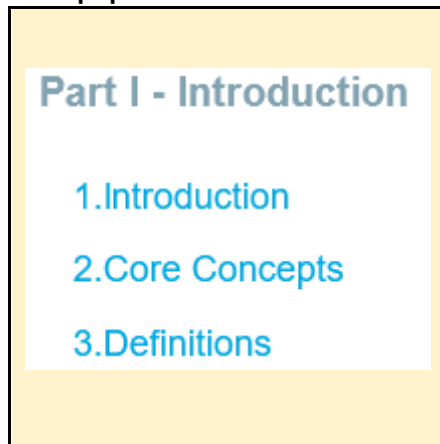 Part I - Introduction
1.Introduction
2.Core Concepts
3.Definitions